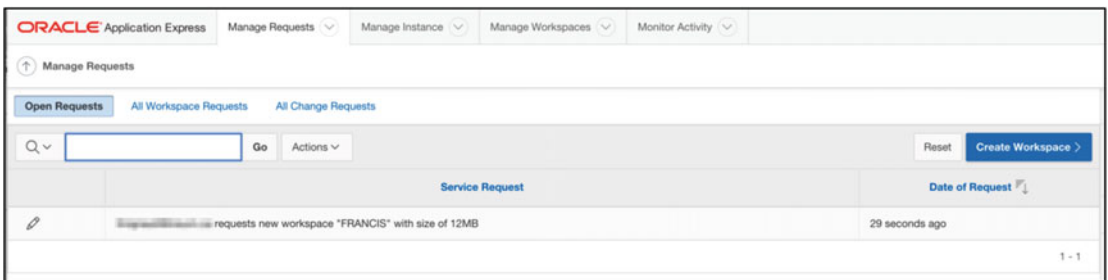 ORACLE Application Express Manage Requests Manage Instance Manage Workspaces Monitor Activity
Manage Requests
Open Requests All Workspace Requests All Change Requests
Go Actions Reset Create Workspace >
Service Request Date of Request
requests new workspace "FRANCIS" with size of 12MB 29 seconds ago
1 - 1